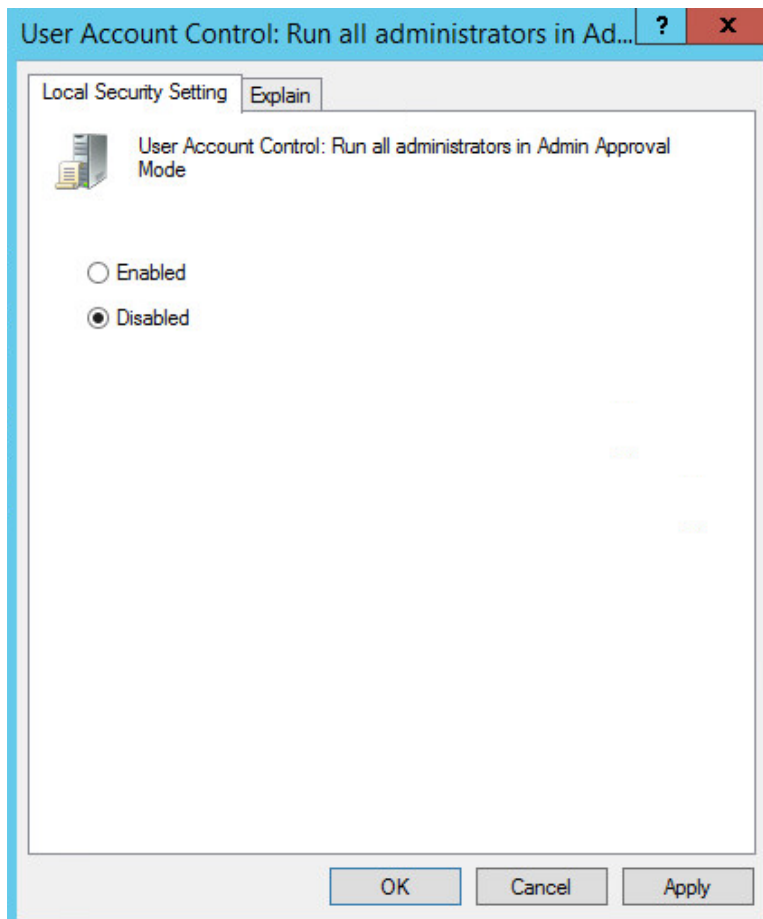 User Account Control: Run all administrators in Ad...
?
x
Local Security Setting
Explain
User Account Control: Run all administrators in Admin Approval
Mode
Enabled
Disabled
OK
Cancel
Apply